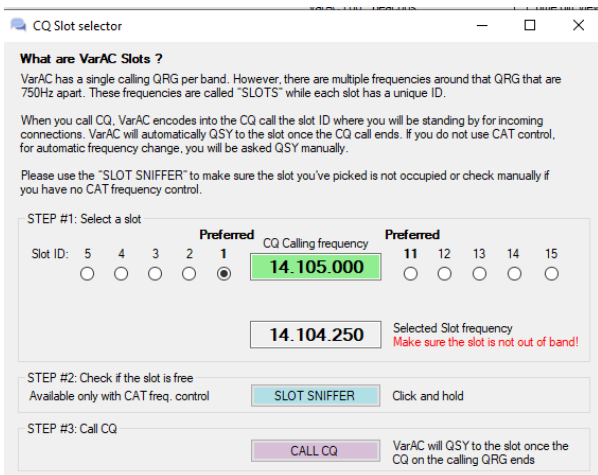 CQ Slot selector
What are VarAC Slots ?
VarAC has a single calling QRG per band. However, there are multiple frequencies around that QRG that are
750Hz apart. These frequencies are called "SLOTS" while each slot has a unique ID.
When you call CQ, VarAC encodes into the CQ call the slot ID where you will be standing by for incoming
connections. VarAC will automatically QSY to the slot once the CQ call ends. If you do not use CAT control,
for automatic frequency change, you will be asked QSY manually.
Please use the "SLOT SNIFFER" to make sure the slot you've picked is not occupied or check manually if
you have no CAT frequency control.
STEP #1: Select a slot
Preferred CQ Calling frequency Preferred
Slot ID: 5 4 3 2 1 14.105.000 11 12 13 14 15
14.104.250 Selected Slot frequency
Make sure the slot is not out of band!
STEP #2: Check if the slot is free
Available only with CAT freq. control SLOT SNIFFER Click and hold
STEP #3: Call CQ
CALL CQ VarAC will QSY to the slot once the
CQ on the calling QRG ends